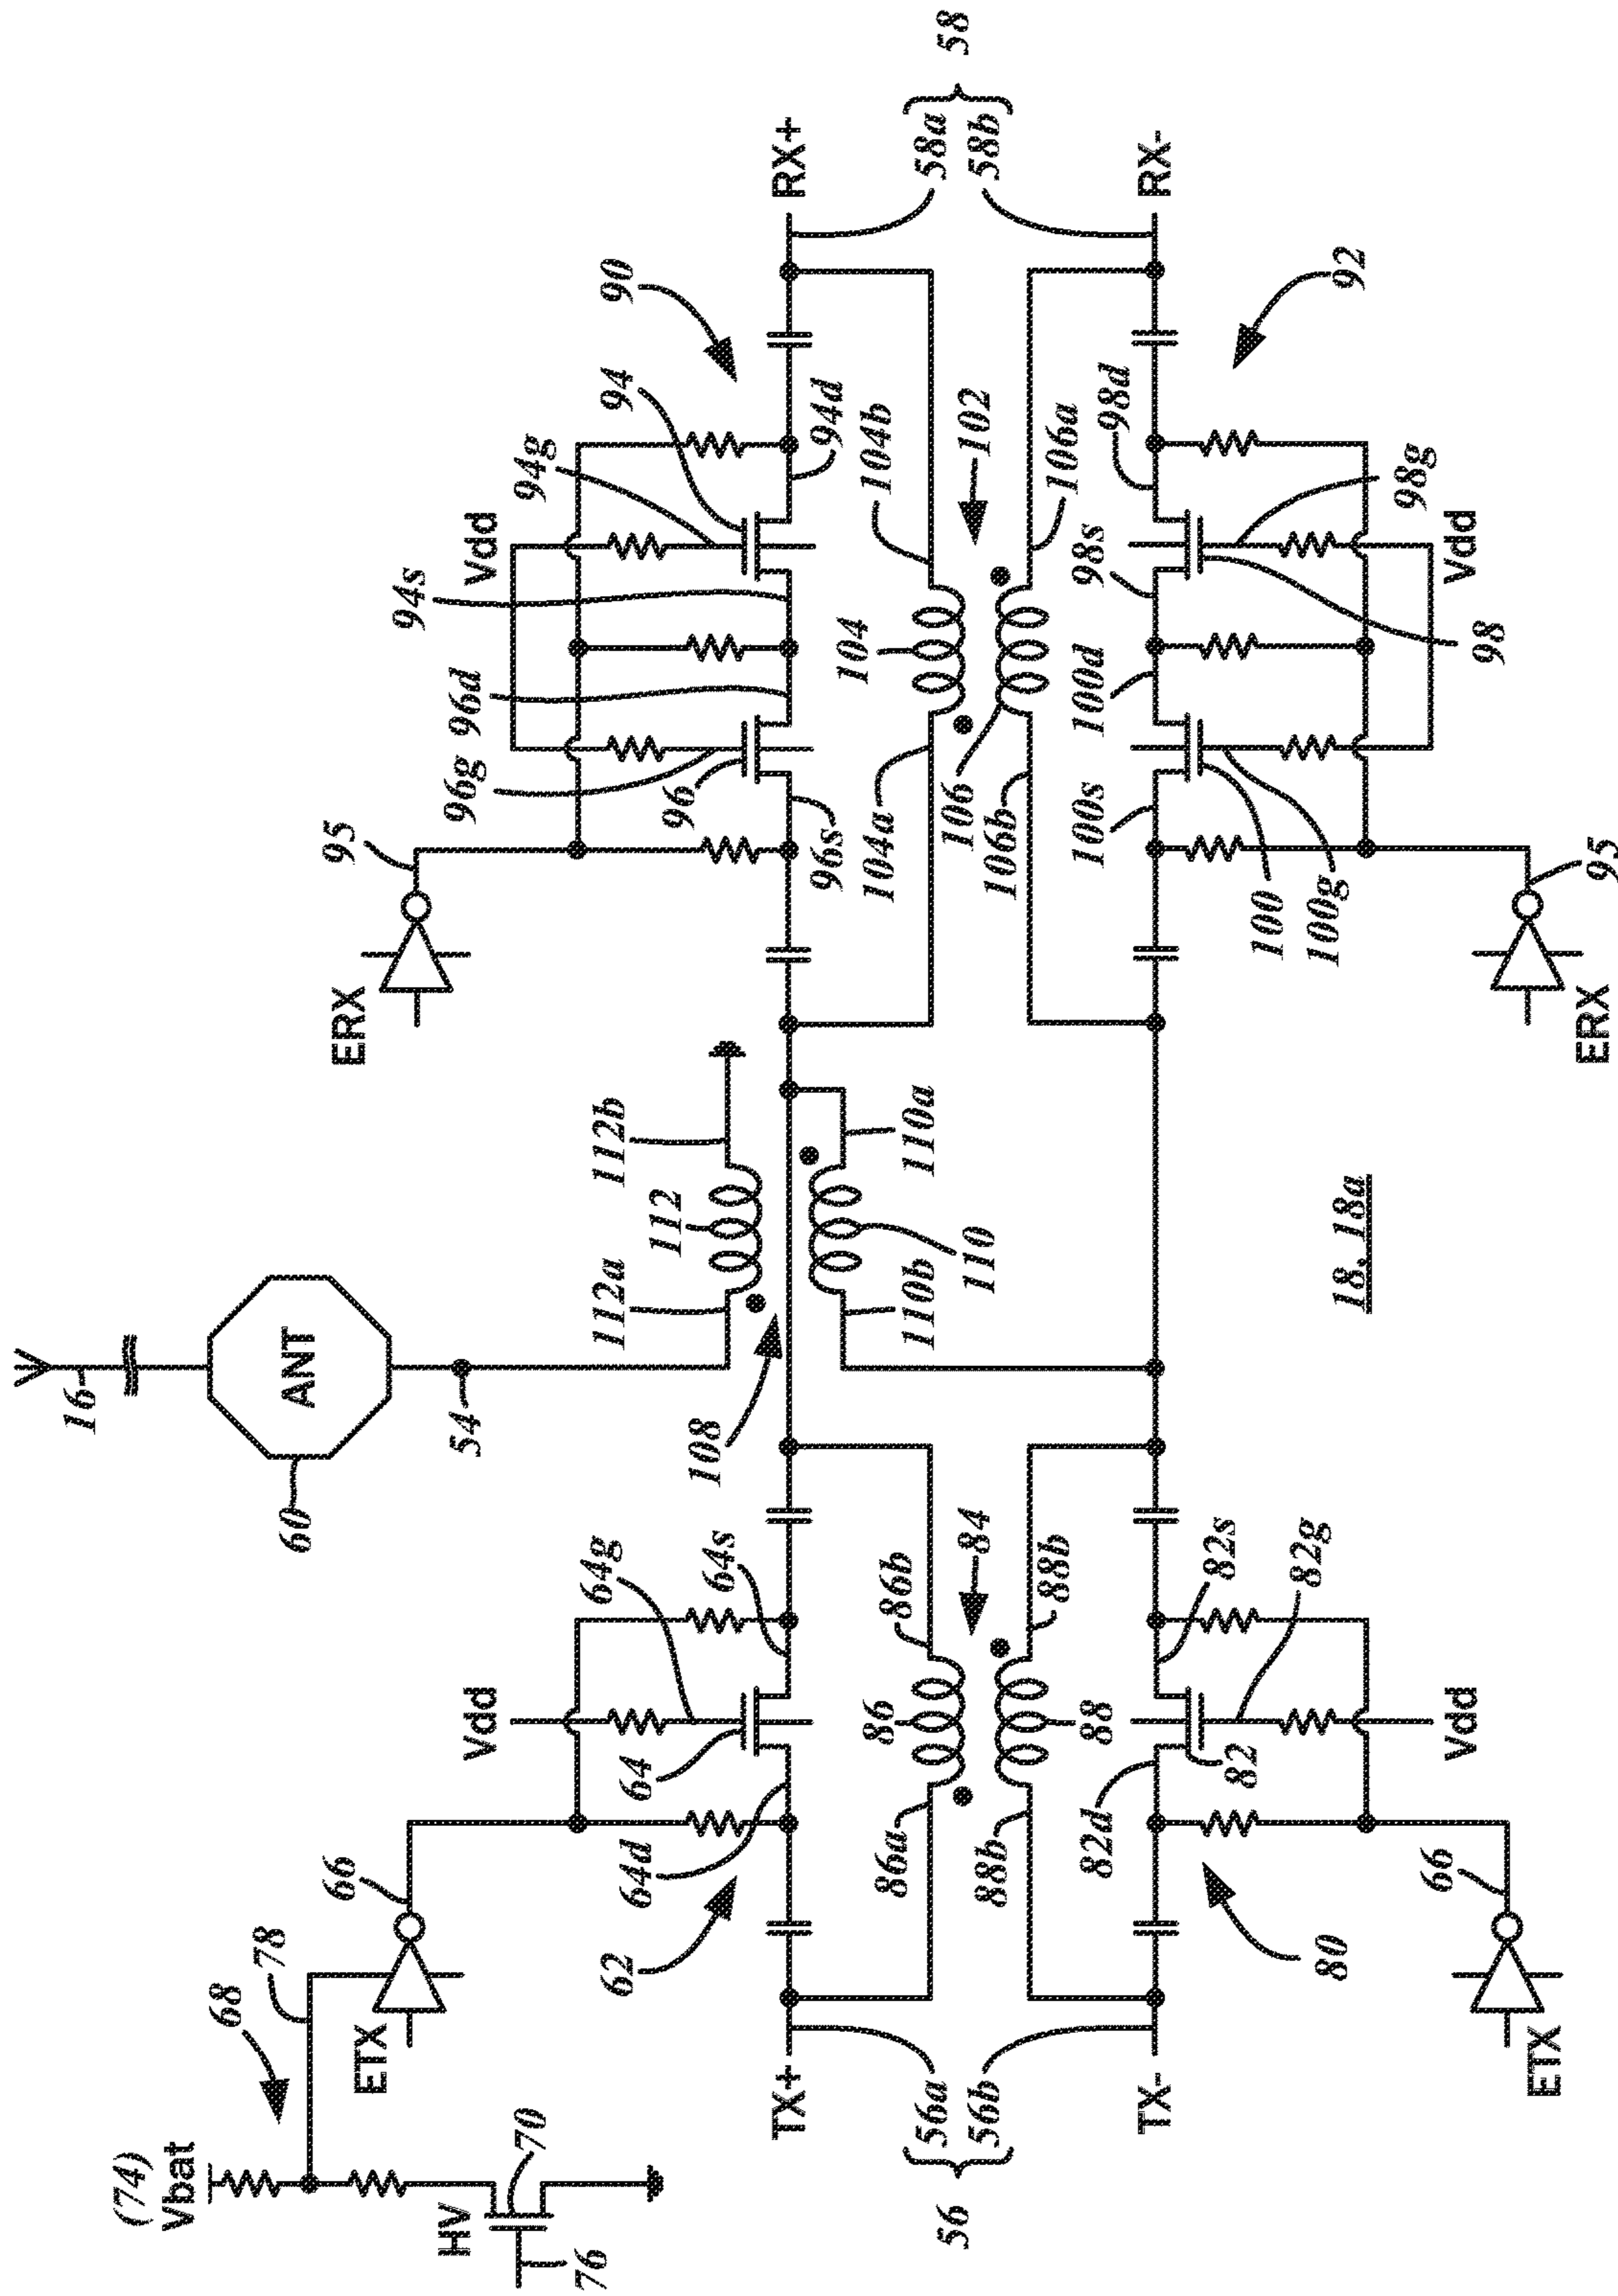 (74)
Vbat
68
78
HV
70
76
ETX
66
16
60
ANT
54
ERX
95
Vdd
64g
64
64d
64s
62
108
112a
112
112b
110b
110
110a
96g
96d
94s
Vdd
94g
94
90
96
96s
94d
TX+
56a
56
56b
TX-
86a
86
86b
84
88b
88
88b
104a
104
104b
102
106
106b
106a
RX+
58a
58
58b
RX-
82d
82
82s
82g
80
Vdd
66
ETX
18, 18a
100s
100d
98s
98d
92
100
100g
98
98g
Vdd
95
ERX